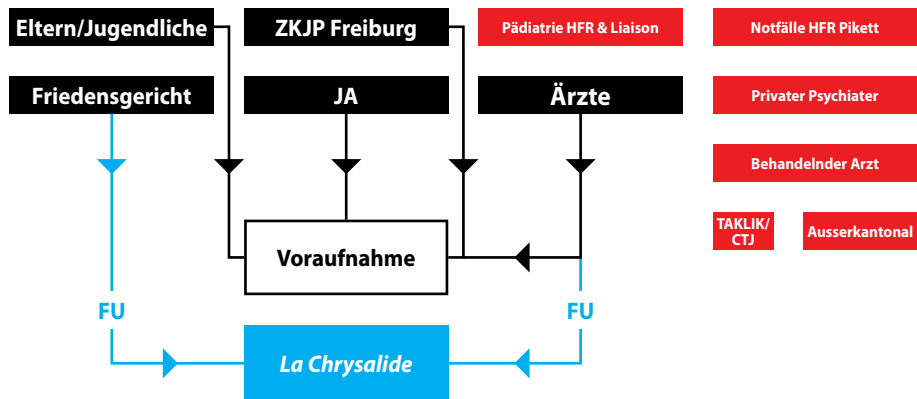 Eltern/Jugendliche
ZKJP Freiburg
Pädiatrie HFR & Liaison
Notfälle HFR Pikett
Friedensgericht
JA
Ärzte
Privater Psychiater
Behandelnder Arzt
TAKLIK/
CTJ
Ausserkantonal
Voraufnahme
FU
FU
La Chrysalide